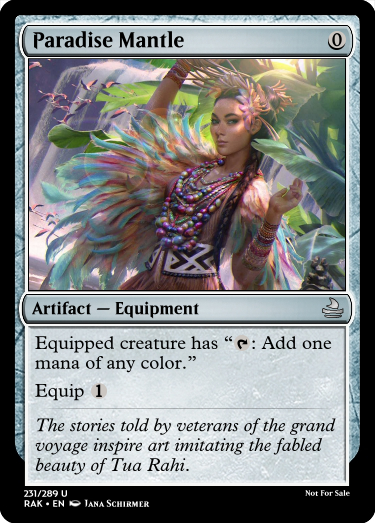 Paradise Mantle 0
Artifact — Equipment
Equipped creature has “: Add one
mana of any color.”
Equip 1
The stories told by veterans of the grand
voyage inspire art imitating the fabled
beauty of Tua Rahi.
231/289 U Not For Sale
RAK • EN Jana Schirmer